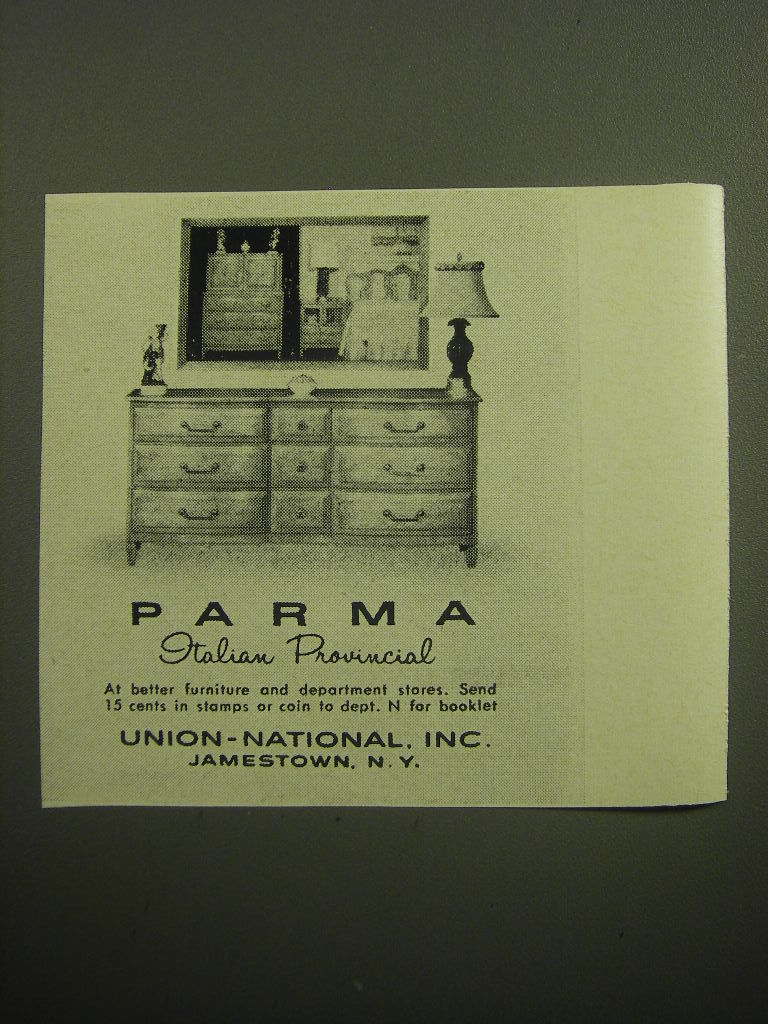 PARMA
Italian Provincial
At better furniture and department stores. Send
15 cents in stamps or coin to dept. N for booklet
UNION-NATIONAL, INC.
JAMESTOWN, N. Y.